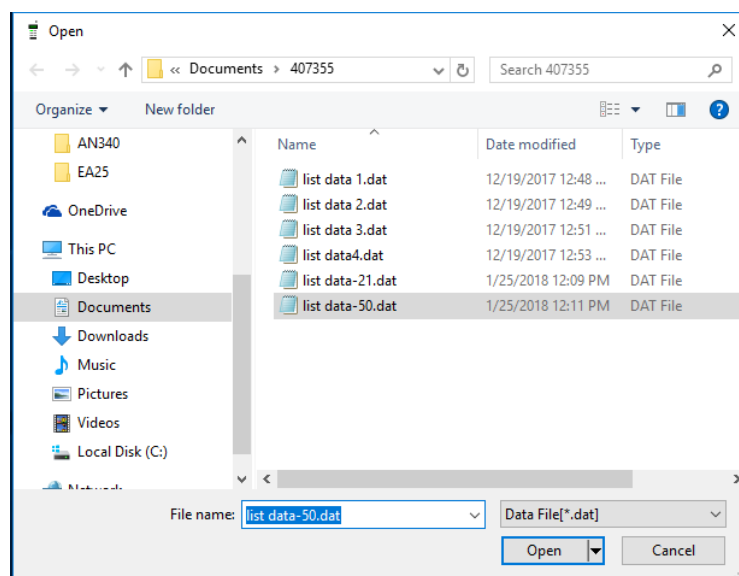 Open
« Documents > 407355
Search 407355
Organize
New folder
Name
Date modified
Type
AN340
EA25
OneDrive
This PC
Desktop
Documents
Downloads
Music
Pictures
Videos
Local Disk (C:)
list data 1.dat 12/19/2017 12:48 ... DAT File
list data 2.dat 12/19/2017 12:49 ... DAT File
list data 3.dat 12/19/2017 12:51 ... DAT File
list data4.dat 12/19/2017 12:53 ... DAT File
list data-21.dat 1/25/2018 12:09 PM DAT File
list data-50.dat 1/25/2018 12:11 PM DAT File
File name: list data-50.dat
Data File[*.dat]
Open
Cancel